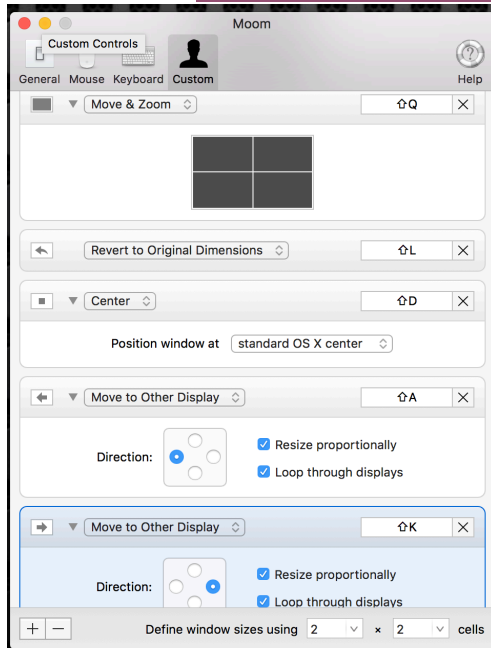 Moom
Custom Controls
General Mouse Keyboard Custom Help
Move & Zoom ⇧Q
Revert to Original Dimensions ⇧L
Center ⇧D
Position window at standard OS X center
Move to Other Display ⇧A
Direction: Resize proportionally
Loop through displays
Move to Other Display ⇧K
Direction: Resize proportionally
Loop through displays
Define window sizes using 2 × 2 cells